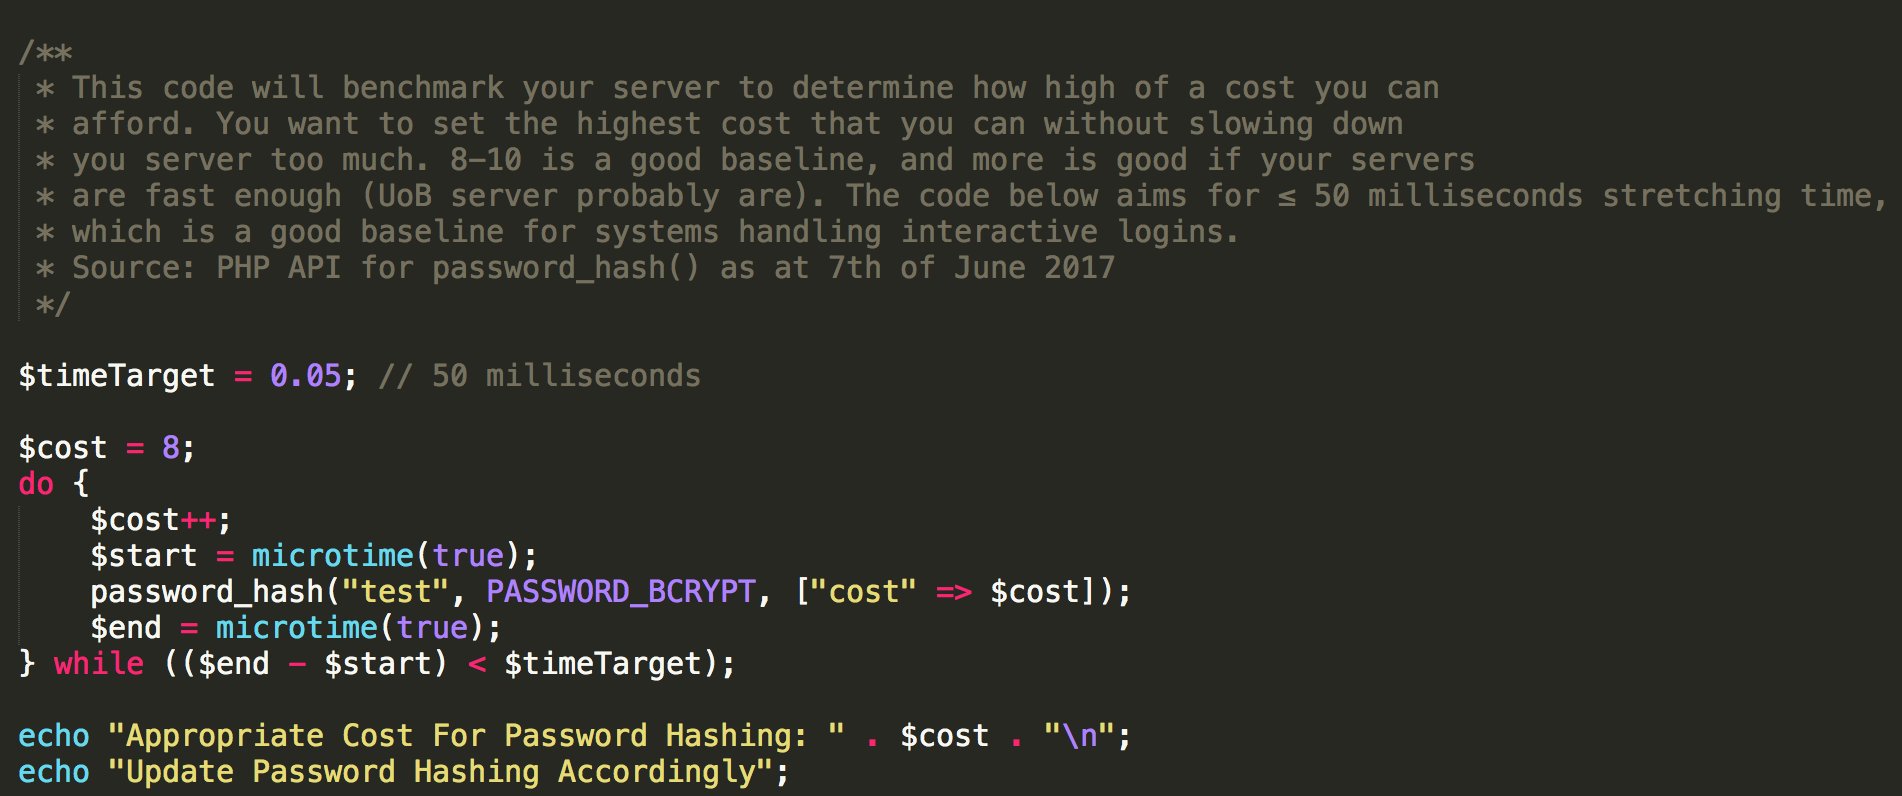 /**
 * This code will benchmark your server to determine how high of a cost you can
 * afford. You want to set the highest cost that you can without slowing down
 * you server too much. 8-10 is a good baseline, and more is good if your servers
 * are fast enough (UoB server probably are). The code below aims for ≤ 50 milliseconds stretching time,
 * which is a good baseline for systems handling interactive logins.
 * Source: PHP API for password_hash() as at 7th of June 2017
 */
$timeTarget = 0.05; // 50 milliseconds
$cost = 8;
do {
    $cost++;
    $start = microtime(true);
    password_hash("test", PASSWORD_BCRYPT, ["cost" => $cost]);
    $end = microtime(true);
} while (($end - $start) < $timeTarget);
echo "Appropriate Cost For Password Hashing: " . $cost . "\n";
echo "Update Password Hashing Accordingly";